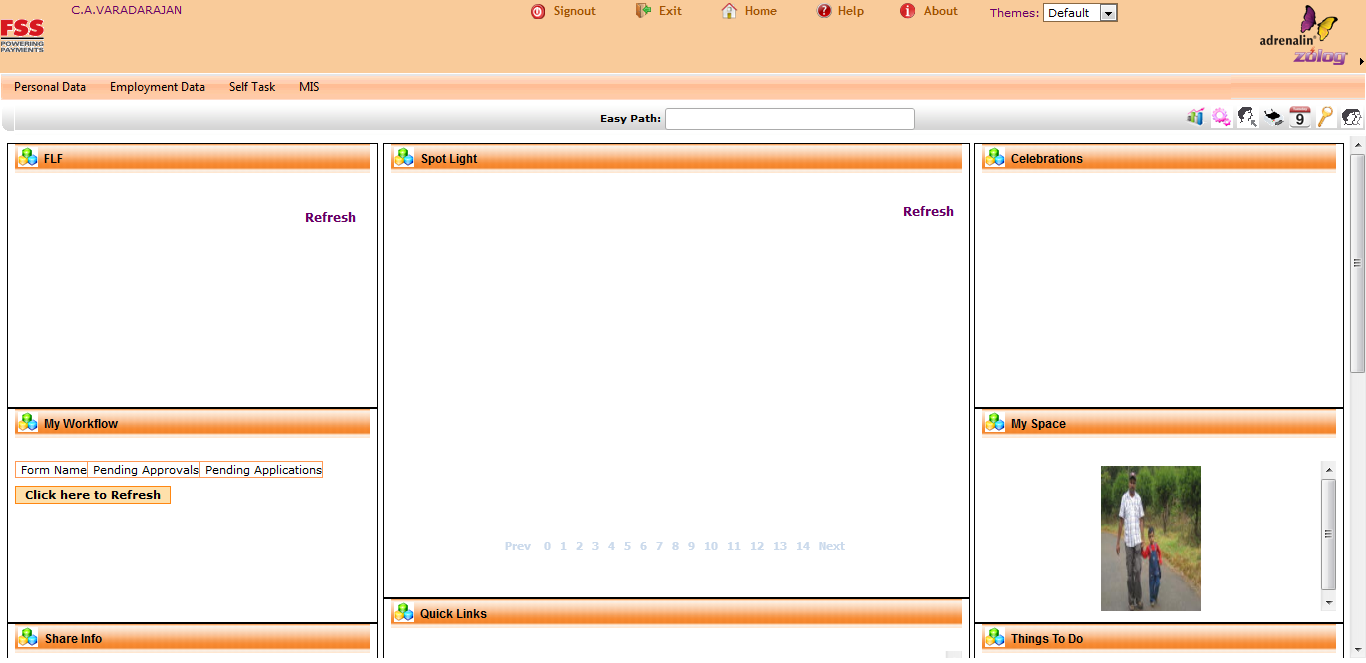 C.A.VARADARAJAN
Signout Exit Home Help About Themes: Default
FSS
POWERING
PAYMENTS
adrenalin
zólog
Personal Data Employment Data Self Task MIS
Easy Path:
9
FLF
Refresh
Spot Light
Refresh
Celebrations
My Workflow
Form Name Pending Approvals Pending Applications
Click here to Refresh
My Space
Prev 0 1 2 3 4 5 6 7 8 9 10 11 12 13 14 Next
Quick Links
Share Info
Things To Do